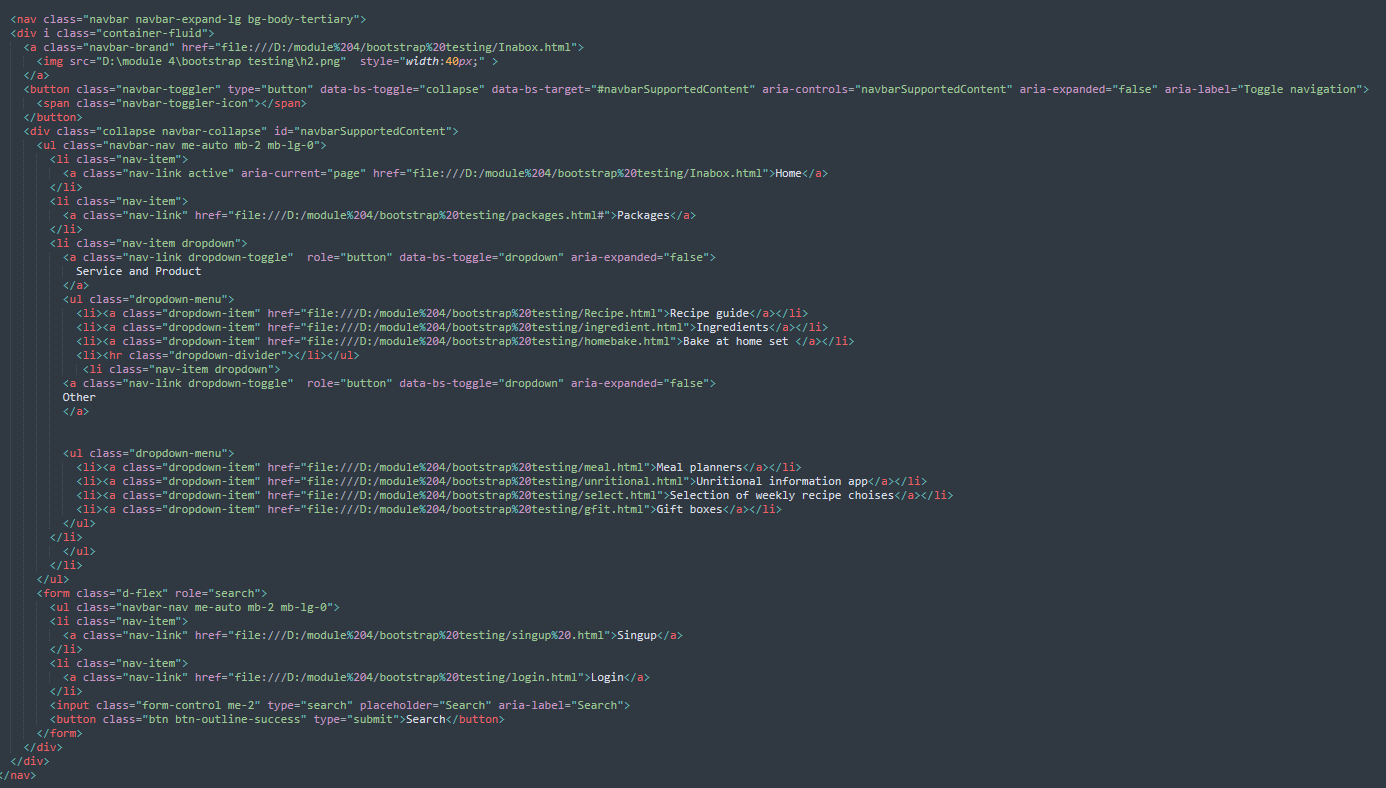 <nav class="navbar navbar-expand-lg bg-body-tertiary">
<div i class="container-fluid">
<a class="navbar-brand" href="file:///D:/module%204/bootstrap%20testing/Inabox.html">
<img src="D:\module 4\bootstrap testing\h2.png"  style="width:40px;" >
</a>
<button class="navbar-toggler" type="button" data-bs-toggle="collapse" data-bs-target="#navbarSupportedContent" aria-controls="navbarSupportedContent" aria-expanded="false" aria-label="Toggle navigation">
<span class="navbar-toggler-icon"></span>
</button>
<div class="collapse navbar-collapse" id="navbarSupportedContent">
<ul class="navbar-nav me-auto mb-2 mb-lg-0">
<li class="nav-item">
<a class="nav-link active" aria-current="page" href="file:///D:/module%204/bootstrap%20testing/Inabox.html">Home</a>
</li>
<li class="nav-item">
<a class="nav-link" href="file:///D:/module%204/bootstrap%20testing/packages.html#">Packages</a>
</li>
<li class="nav-item dropdown">
<a class="nav-link dropdown-toggle"  role="button" data-bs-toggle="dropdown" aria-expanded="false">
Service and Product
</a>
<ul class="dropdown-menu">
<li><a class="dropdown-item" href="file:///D:/module%204/bootstrap%20testing/Recipe.html">Recipe guide</a></li>
<li><a class="dropdown-item" href="file:///D:/module%204/bootstrap%20testing/ingredient.html">Ingredients</a></li>
<li><a class="dropdown-item" href="file:///D:/module%204/bootstrap%20testing/homebake.html">Bake at home set </a></li>
<li><hr class="dropdown-divider"></li></ul>
<li class="nav-item dropdown">
<a class="nav-link dropdown-toggle"  role="button" data-bs-toggle="dropdown" aria-expanded="false">
Other
</a>
<ul class="dropdown-menu">
<li><a class="dropdown-item" href="file:///D:/module%204/bootstrap%20testing/meal.html">Meal planners</a></li>
<li><a class="dropdown-item" href="file:///D:/module%204/bootstrap%20testing/unritional.html">Unritional information app</a></li>
<li><a class="dropdown-item" href="file:///D:/module%204/bootstrap%20testing/select.html">Selection of weekly recipe choises</a></li>
<li><a class="dropdown-item" href="file:///D:/module%204/bootstrap%20testing/gfit.html">Gift boxes</a></li>
</ul>
</li>
</ul>
</li>
</ul>
<form class="d-flex" role="search">
<ul class="navbar-nav me-auto mb-2 mb-lg-0">
<li class="nav-item">
<a class="nav-link" href="file:///D:/module%204/bootstrap%20testing/singup%20.html">Singup</a>
</li>
<li class="nav-item">
<a class="nav-link" href="file:///D:/module%204/bootstrap%20testing/login.html">Login</a>
</li>
<input class="form-control me-2" type="search" placeholder="Search" aria-label="Search">
<button class="btn btn-outline-success" type="submit">Search</button>
</form>
</div>
</div>
</nav>